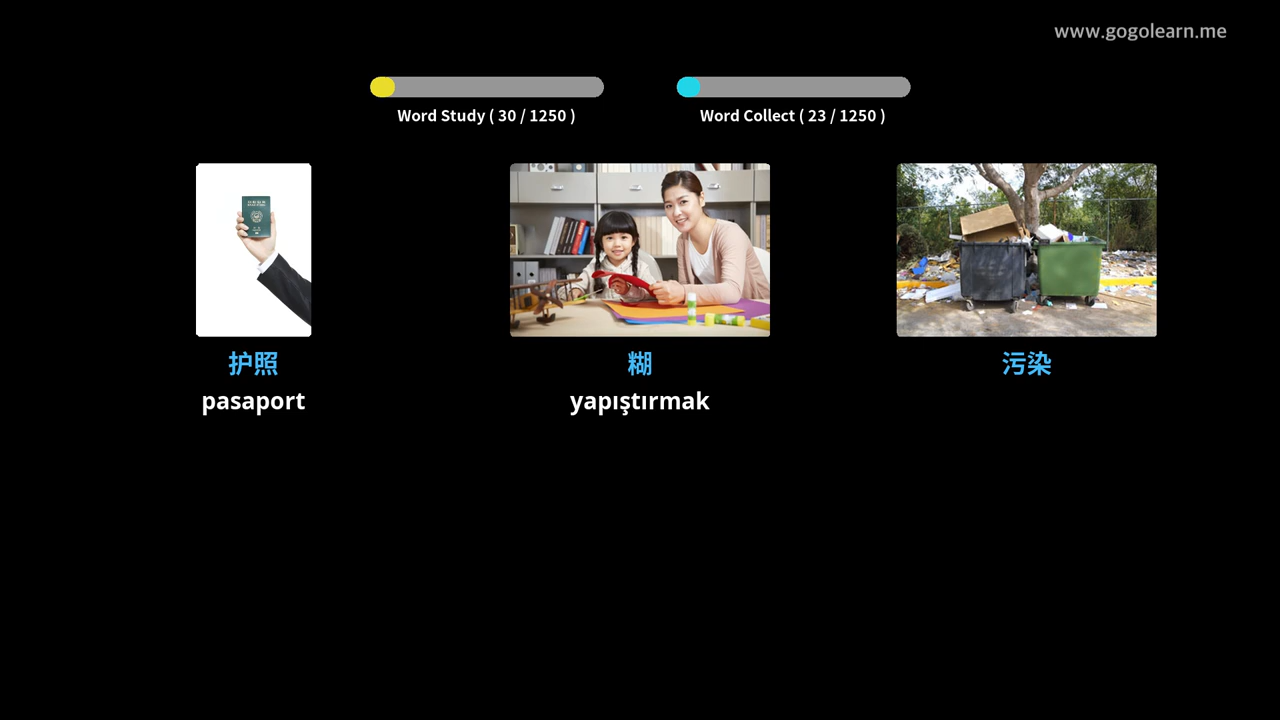 www.gogolearn.me
Word Study ( 30 / 1250 )
Word Collect ( 23 / 1250 )
护照
糊
污染
pasaport
yapıştırmak